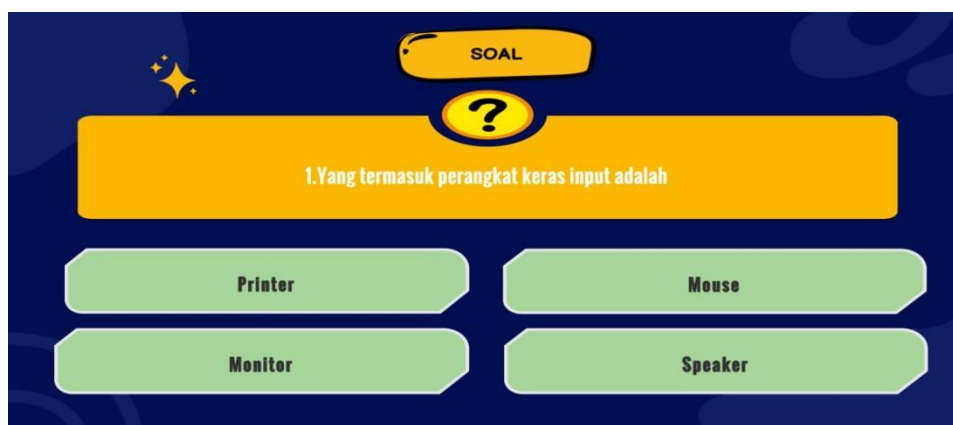 SOAL
?
1.Yang termasuk perangkat keras input adalah
Printer
Mouse
Monitor
Speaker